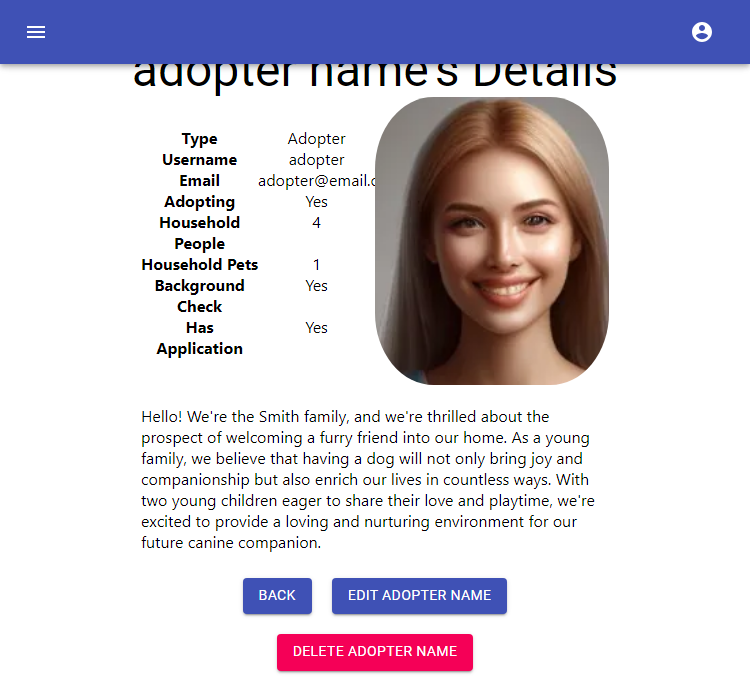 adopter name's Details
Type Adopter
Username adopter
Email adopter@email.c
Adopting Yes
Household 4
People
Household Pets 1
Background Yes
Check
Has Yes
Application
Hello! We're the Smith family, and we're thrilled about the
prospect of welcoming a furry friend into our home. As a young
family, we believe that having a dog will not only bring joy and
companionship but also enrich our lives in countless ways. With
two young children eager to share their love and playtime, we're
excited to provide a loving and nurturing environment for our
future canine companion.
BACK EDIT ADOPTER NAME
DELETE ADOPTER NAME